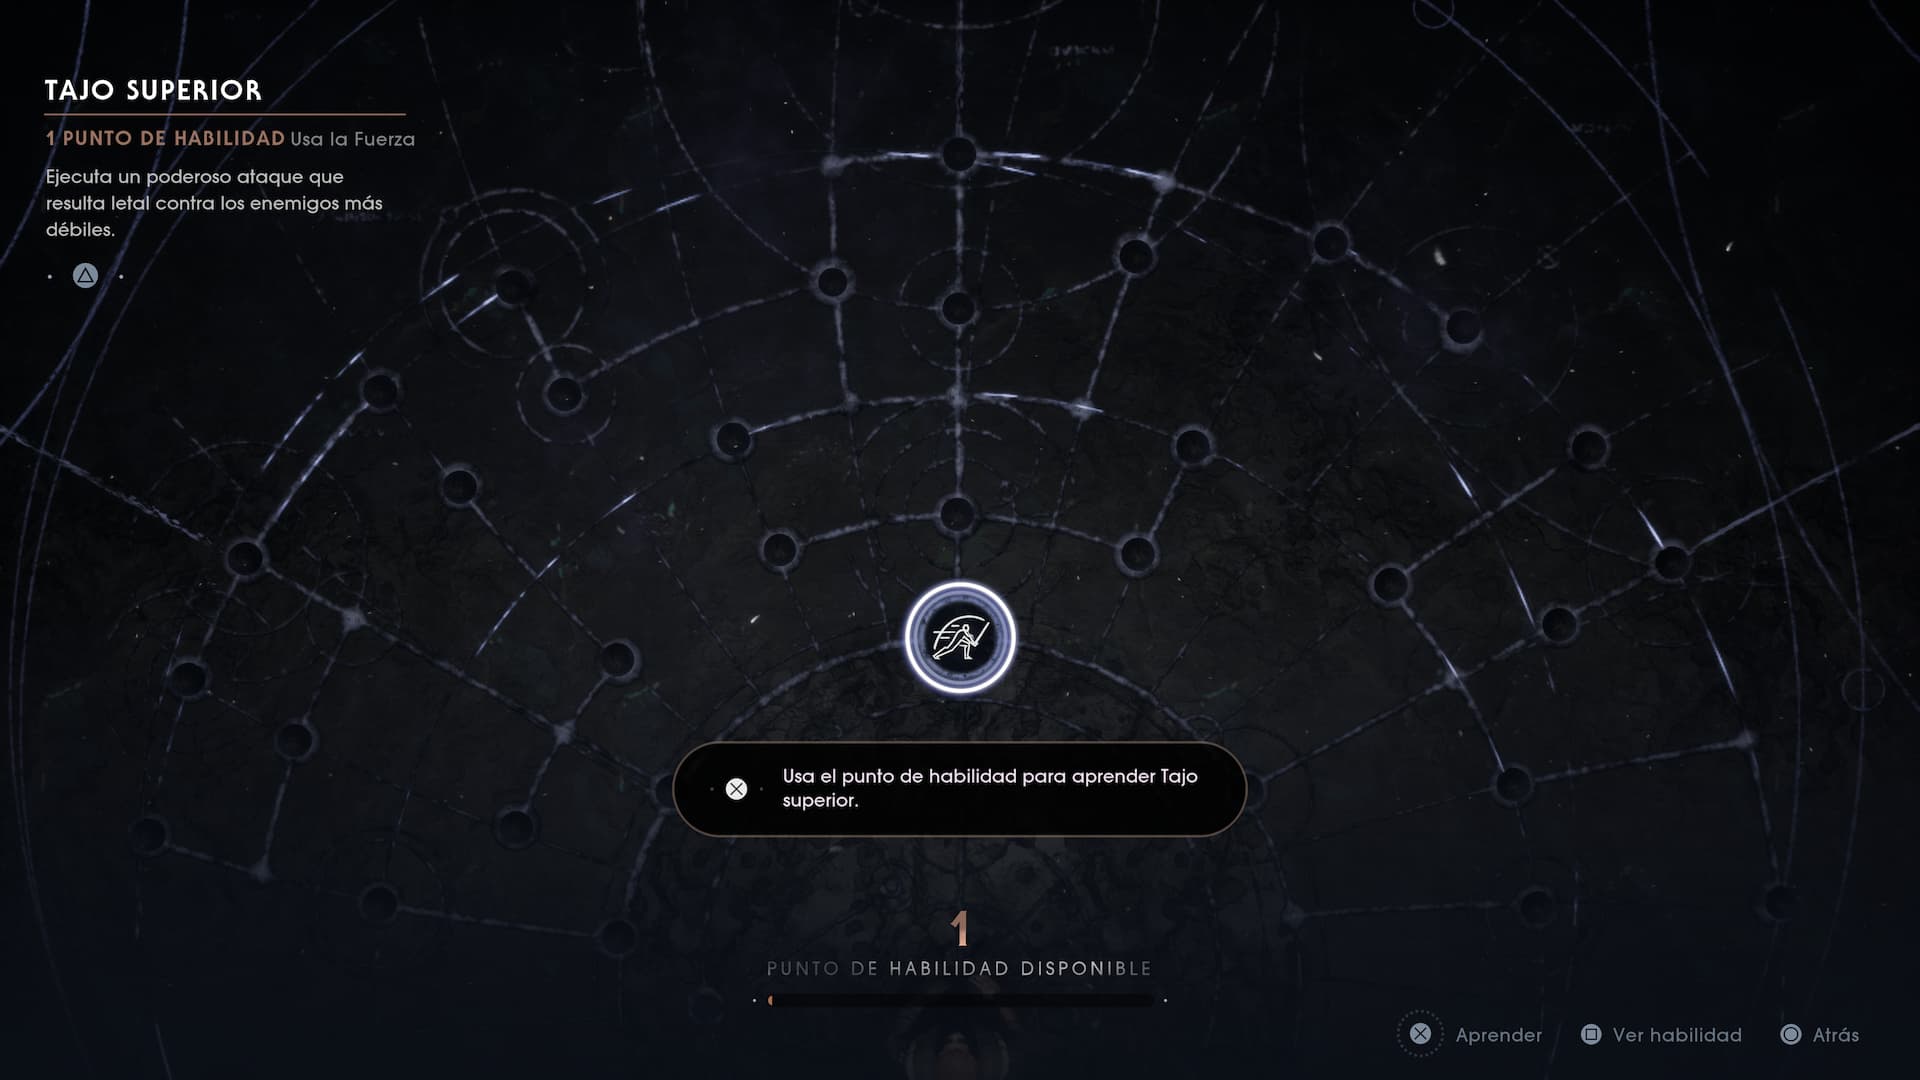 TAJO SUPERIOR
1 PUNTO DE HABILIDAD Usa la Fuerza
Ejecuta un poderoso ataque que
resulta letal contra los enemigos más
débiles.
Usa el punto de habilidad para aprender Tajo
superior.
1
PUNTO DE HABILIDAD DISPONIBLE
Aprender Ver habilidad Atrás